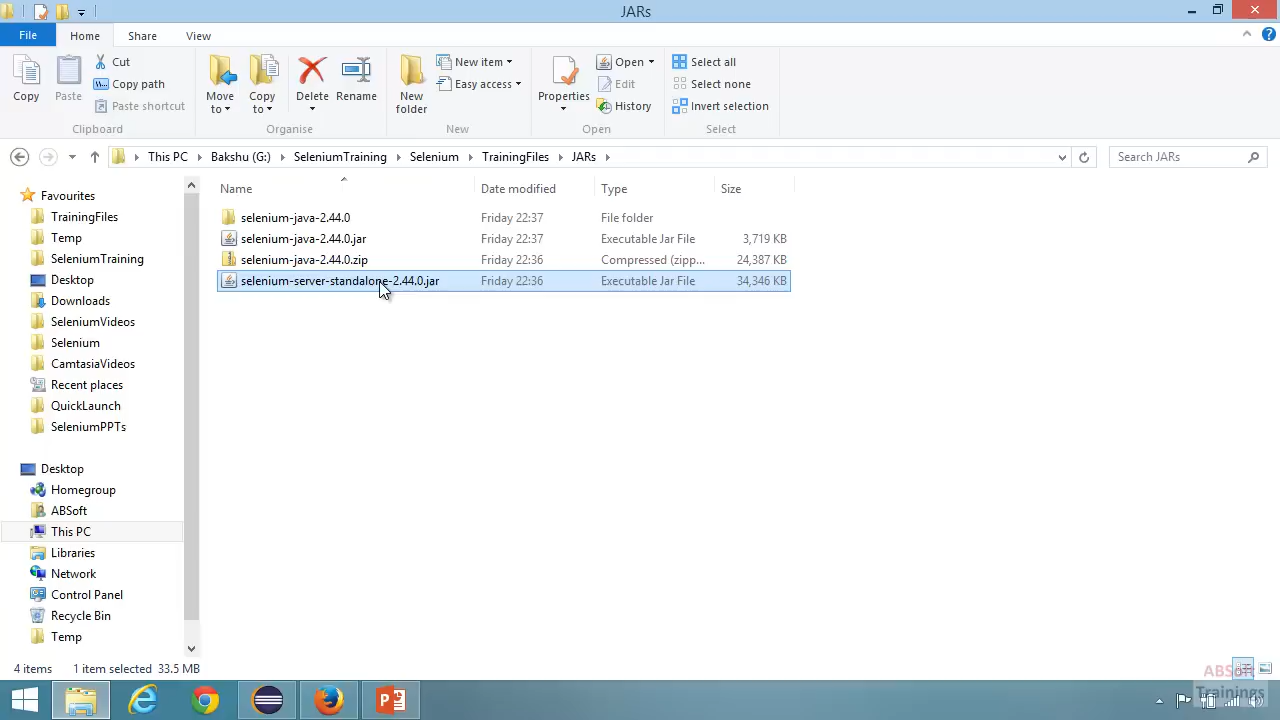 JARs
File Home Share View
Copy
Paste
Cut
Copy path
Paste shortcut
Clipboard
Move to
Copy to
Delete
Rename
Organise
New folder
New item
Easy access
New
Properties
Open
Edit
History
Open
Select all
Select none
Invert selection
Select
This PC Bakshu (G:) SeleniumTraining Selenium TrainingFiles JARs
Search JARs
Favourites
TrainingFiles
Temp
SeleniumTraining
Desktop
Downloads
SeleniumVideos
Selenium
CamtasiaVideos
Recent places
QuickLaunch
SeleniumPPTs
Desktop
Homegroup
ABSoft
This PC
Libraries
Network
Control Panel
Recycle Bin
Temp
Name Date modified Type Size
selenium-java-2.44.0 Friday 22:37 File folder
selenium-java-2.44.0.jar Friday 22:37 Executable Jar File 3,719 KB
selenium-java-2.44.0.zip Friday 22:36 Compressed (zipp... 24,387 KB
selenium-server-standalone-2.44.0.jar Friday 22:36 Executable Jar File 34,346 KB
4 items 1 item selected 33.5 MB
ABSoft
Trainings